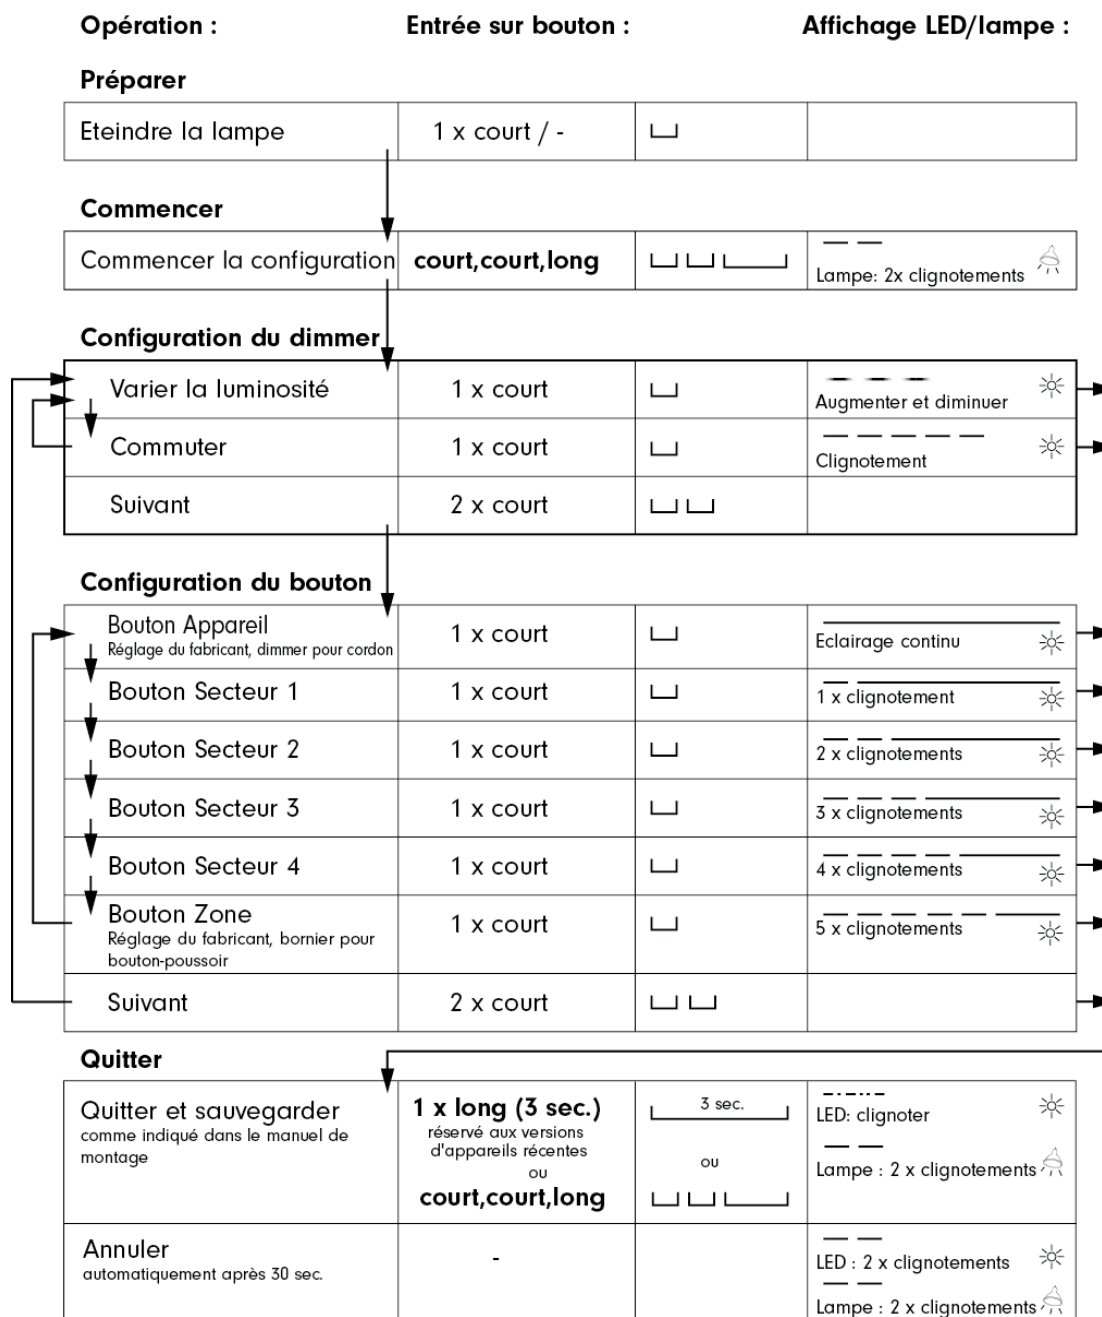 Opération : Entrée sur bouton : Affichage LED/lampe :
Préparer
Eteindre la lampe 1 x court / -
Commencer
Commencer la configuration court,court,long
Lampe: 2x clignotements
Configuration du dimmer
Varier la luminosité 1 x court
Augmenter et diminuer
Commuter 1 x court
Clignotement
Suivant 2 x court
Configuration du bouton
Bouton Appareil
Réglage du fabricant, dimmer pour cordon
1 x court
Eclairage continu
Bouton Secteur 1 1 x court 1 x clignotement
Bouton Secteur 2 1 x court 2 x clignotements
Bouton Secteur 3 1 x court 3 x clignotements
Bouton Secteur 4 1 x court 4 x clignotements
Bouton Zone
Réglage du fabricant, bornier pour
bouton-poussoir
1 x court
5 x clignotements
Suivant 2 x court
Quitter
Quitter et sauvegarder
comme indiqué dans le manuel de
montage
1 x long (3 sec.)
réservé aux versions
d'appareils récentes
ou
court,court,long
3 sec.
ou
LED: clignoter
Lampe : 2 x clignotements
Annuler
automatiquement après 30 sec.
-
LED : 2 x clignotements
Lampe : 2 x clignotements